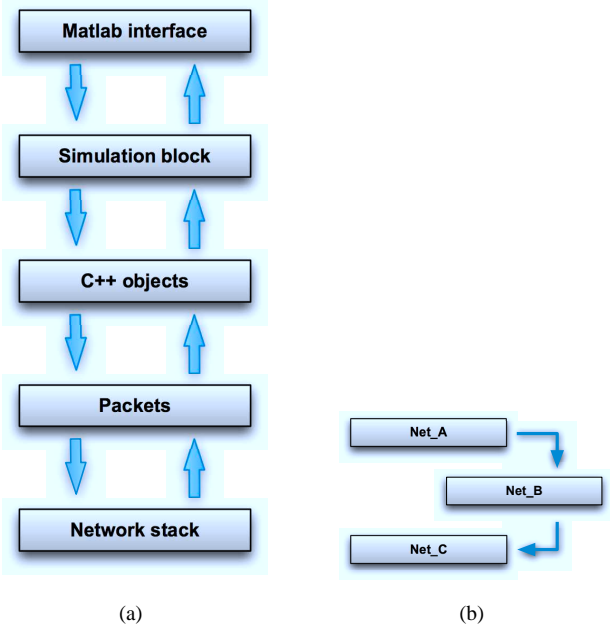 Matlab interface
Simulation block
C++ objects
Packets
Network stack
(a)
Net_A
Net_B
Net_C
(b)